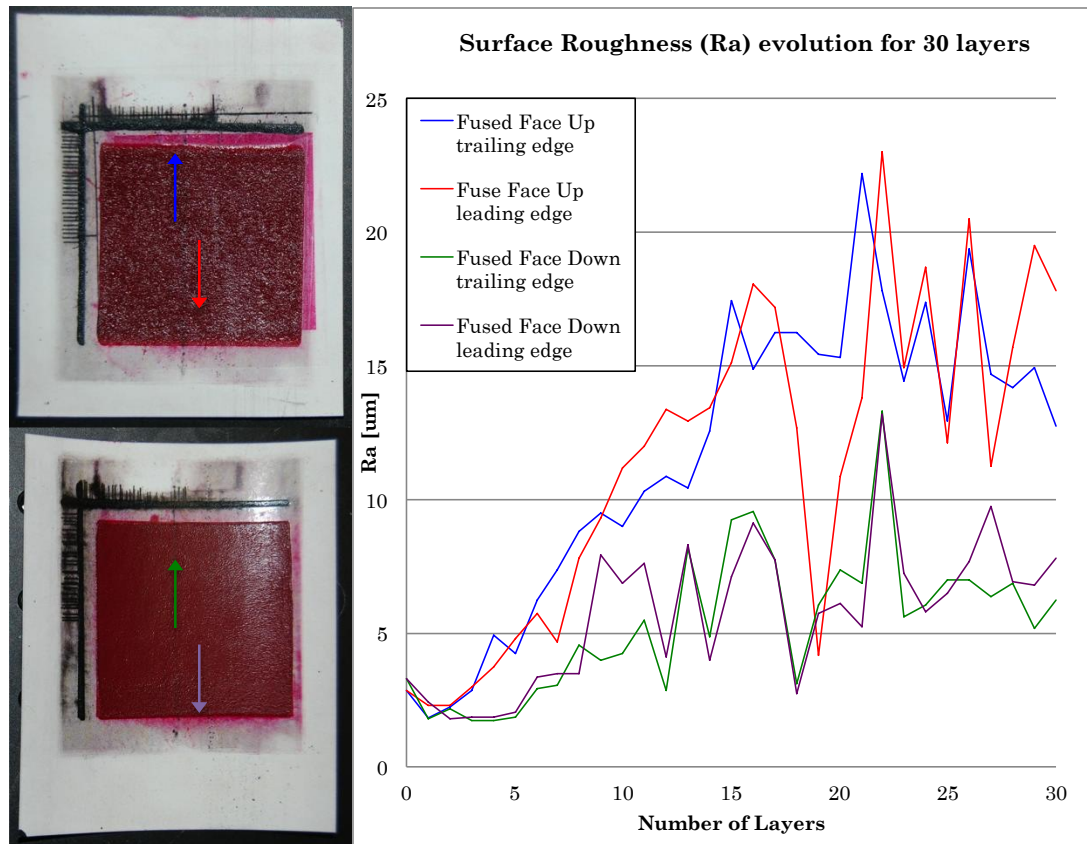 Surface Roughness (Ra) evolution for 30 layers
25
20
15
10
5
0
Ra [um]
Fused Face Up
trailing edge
Fuse Face Up
leading edge
Fused Face Down
trailing edge
Fused Face Down
leading edge
0 5 10 15 20 25 30
Number of Layers